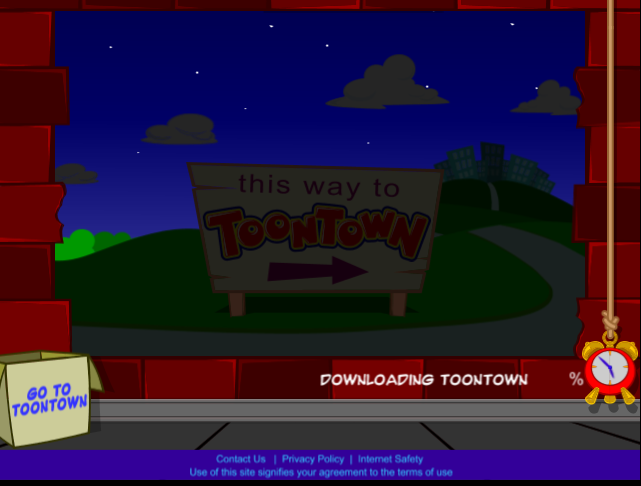 this way to
TOONTOWN
DOWNLOADING TOONTOWN %
GO TO
TOONTOWN
Contact Us | Privacy Policy | Internet Safety
Use of this site signifies your agreement to the terms of use